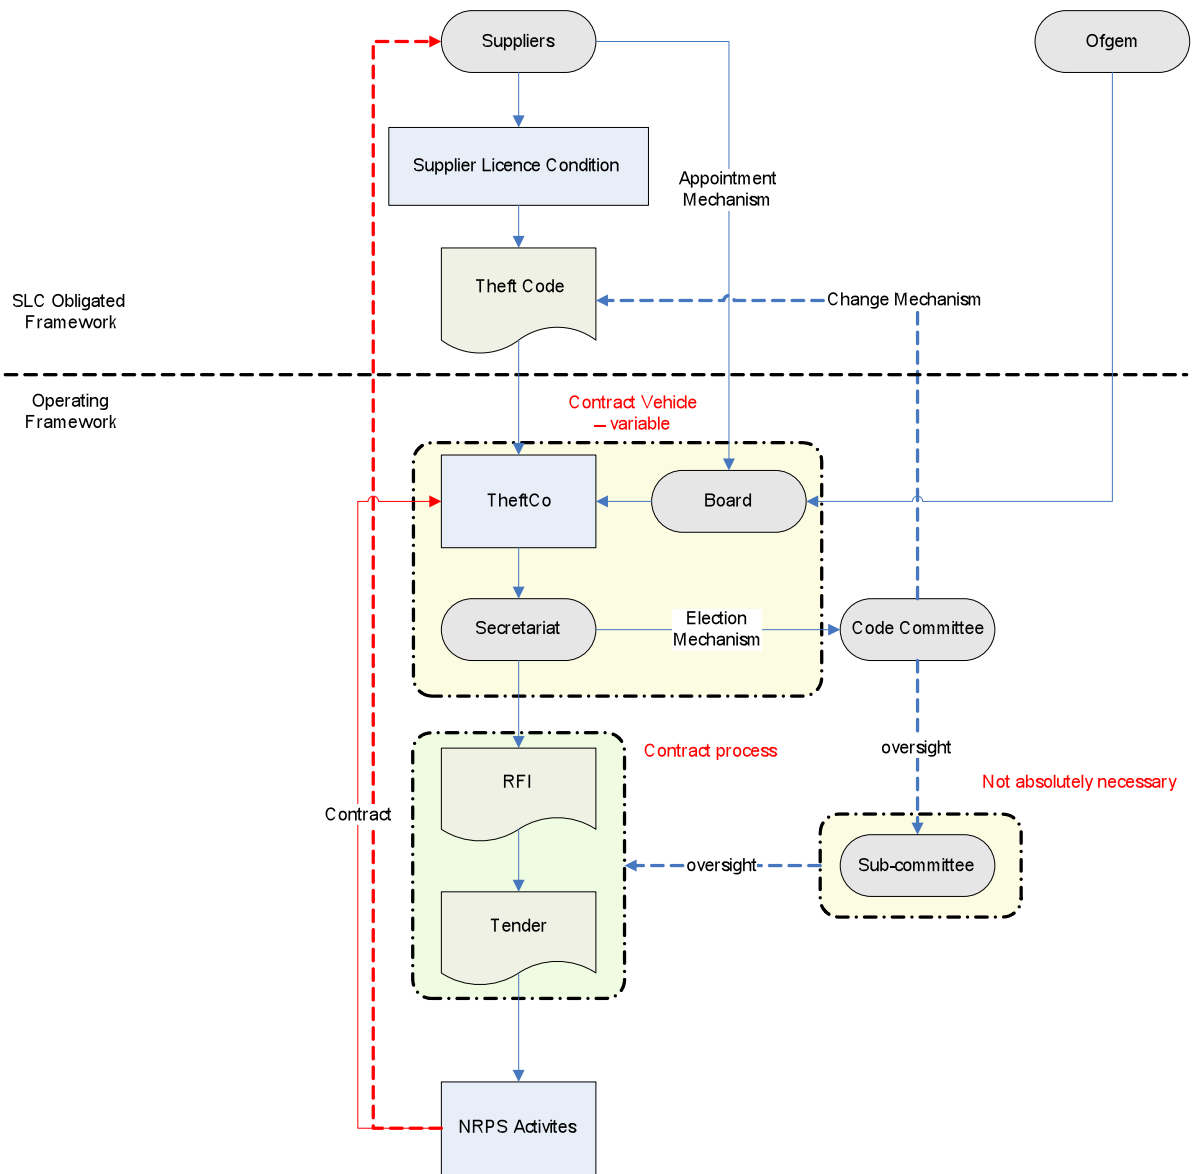 Suppliers
Ofgem
Supplier Licence Condition
Appointment
Mechanism
Theft Code
Change Mechanism
SLC Obligated
Framework
Operating
Framework
Contract Vehicle
– variable
TheftCo
Board
Secretariat
Election
Mechanism
Code Committee
RFI
Contract process
oversight
Not absolutely necessary
Contract
oversight
Sub-committee
Tender
NRPS Activites